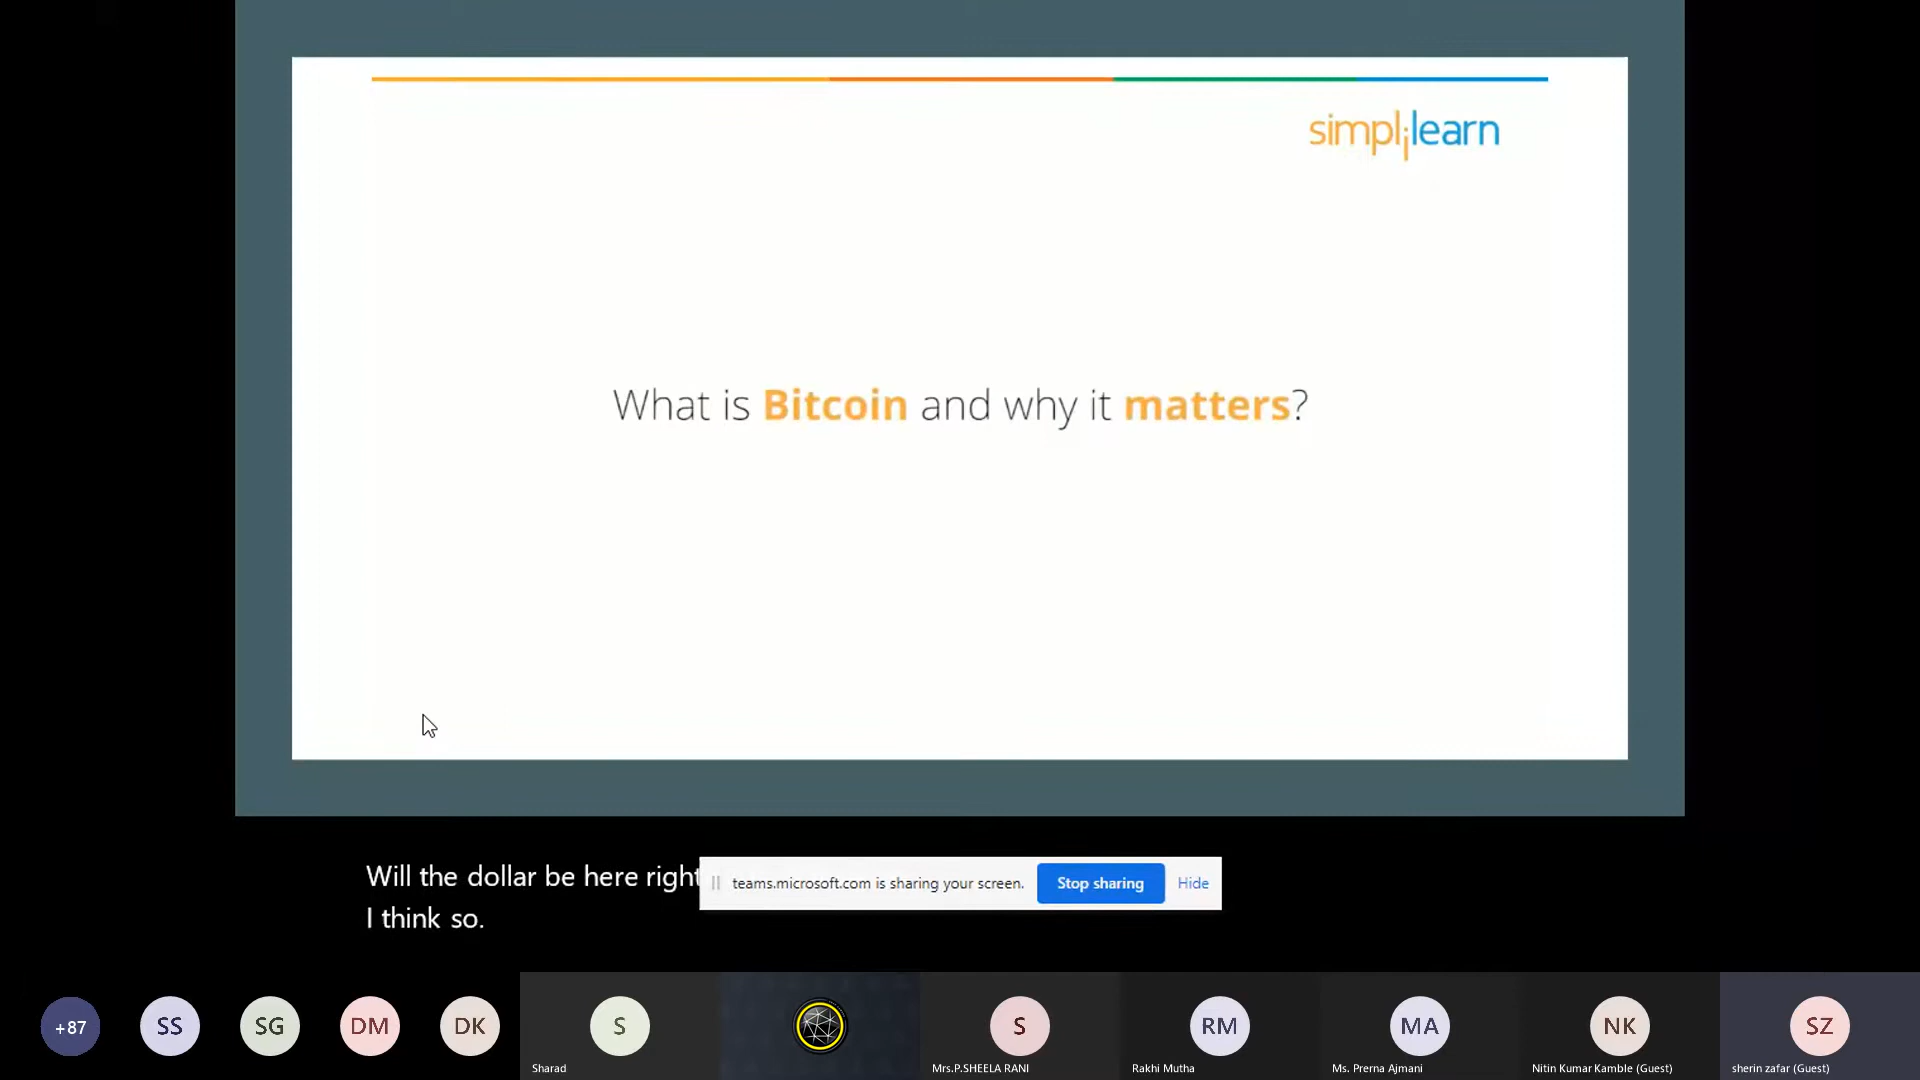 simplilearn
What is Bitcoin and why it matters?
Will the dollar be here right
I think so.
teams.microsoft.com is sharing your screen.
Stop sharing
Hide
+87
SS
SG
DM
DK
S
S
RM
MA
NK
SZ
Sharad
Mrs.P.SHEELA RANI
Rakhi Mutha
Ms. Prerna Ajmani
Nitin Kumar Kamble (Guest)
sherin zafar (Guest)